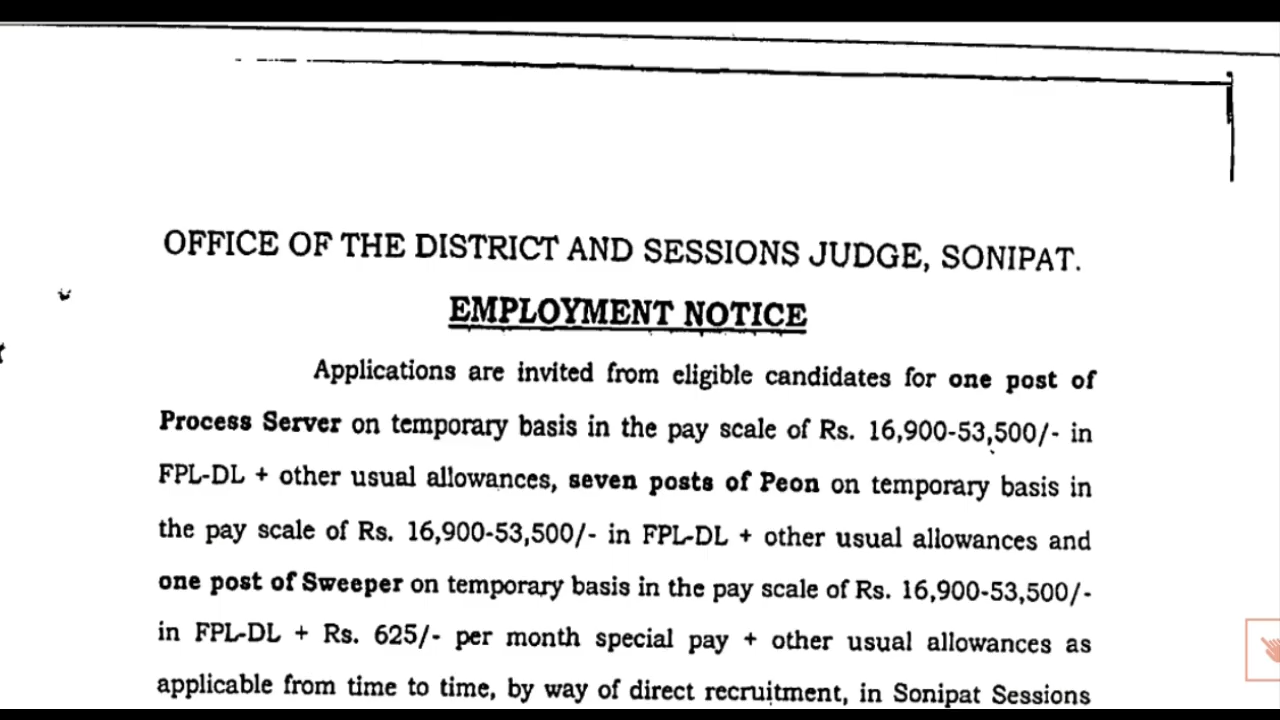 OFFICE OF THE DISTRICT AND SESSIONS JUDGE, SONIPAT.
EMPLOYMENT NOTICE
Applications are invited from eligible candidates for one post of
Process Server on temporary basis in the pay scale of Rs. 16,900-53,500/- in
FPL-DL + other usual allowances, seven posts of Peon on temporary basis in
the pay scale of Rs. 16,900-53,500/- in FPL-DL + other usual allowances and
one post of Sweeper on temporary basis in the pay scale of Rs. 16,900-53,500/-
in FPL-DL + Rs. 625/- per month special pay + other usual allowances as
applicable from time to time, by way of direct recruitment, in Sonipat Sessions